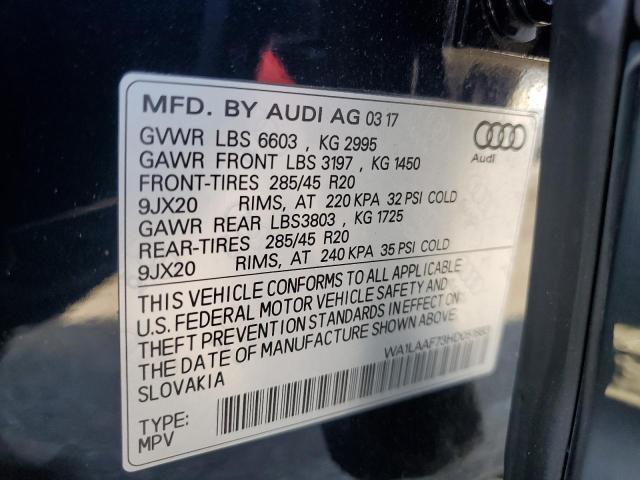 MFD. BY AUDI AG 03 17
GVWR LBS 6603 , KG 2995
GAWR FRONT LBS 3197 , KG 1450
FRONT-TIRES 285/45 R20
9JX20 RIMS, AT 220 KPA 32 PSI COLD
GAWR REAR LBS3803 , KG 1725
REAR-TIRES 285/45 R20
9JX20 RIMS, AT 240 KPA 35 PSI COLD
Audi
THIS VEHICLE CONFORMS TO ALL APPLICABLE
U.S. FEDERAL MOTOR VEHICLE SAFETY AND
THEFT PREVENTION STANDARDS IN EFFECT ON
THE DATE OF MANUFACTURE SHOWN ABOVE.
SLOVAKIA
TYPE:
MPV